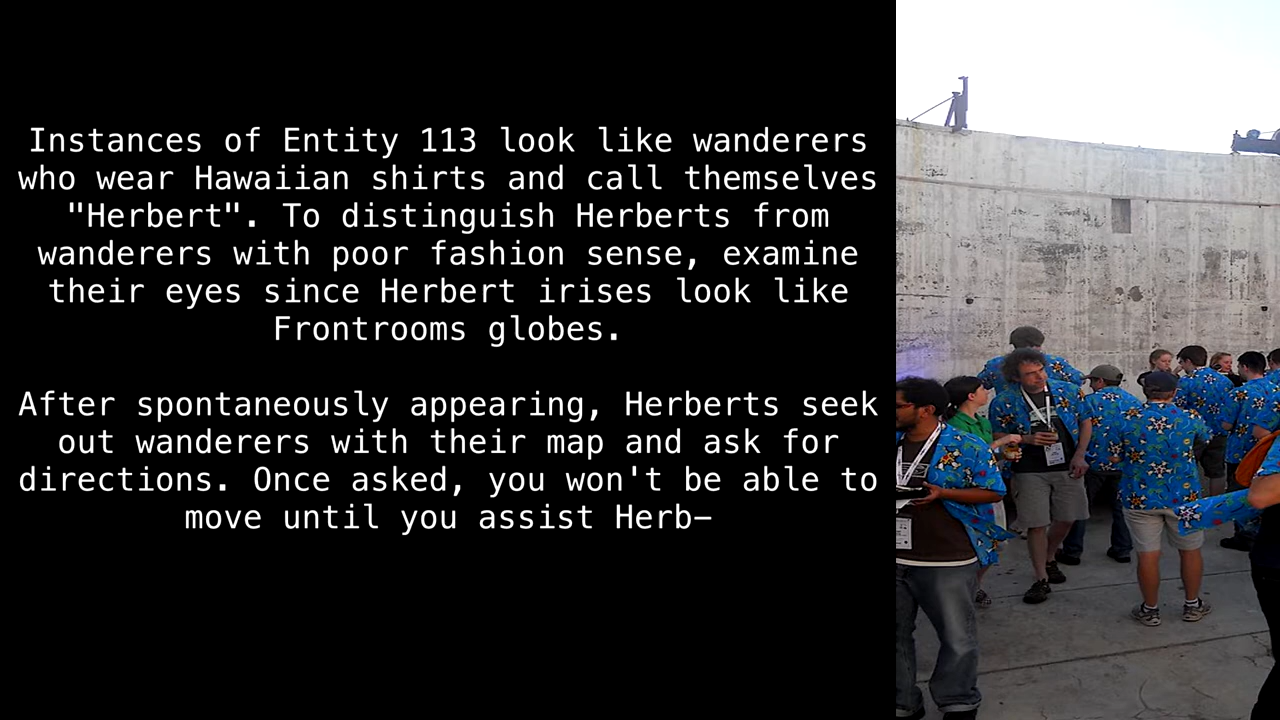 Instances of Entity 113 look like wanderers
who wear Hawaiian shirts and call themselves
"Herbert". To distinguish Herberts from
wanderers with poor fashion sense, examine
their eyes since Herbert irises look like
Frontrooms globes.
After spontaneously appearing, Herberts seek
out wanderers with their map and ask for
directions. Once asked, you won't be able to
move until you assist Herb—